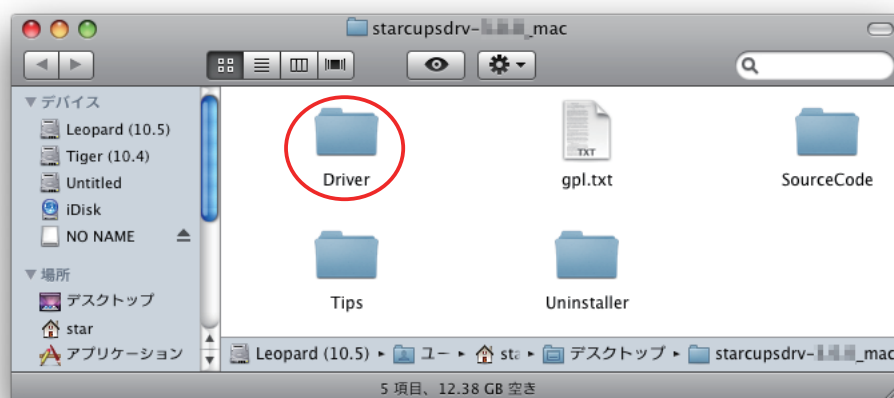 starcupsdrv-_mac
デバイス
Leopard (10.5)
Tiger (10.4)
Untitled
iDisk
NO NAME
場所
デスクトップ
star
アプリケーション
Driver
TXT
gpl.txt
SourceCode
Tips
Uninstaller
Leopard (10.5) ▸ ユー ▸ sta ▸ デスクトップ ▸ starcupsdrv-_mac
5 項目、12.38 GB 空き